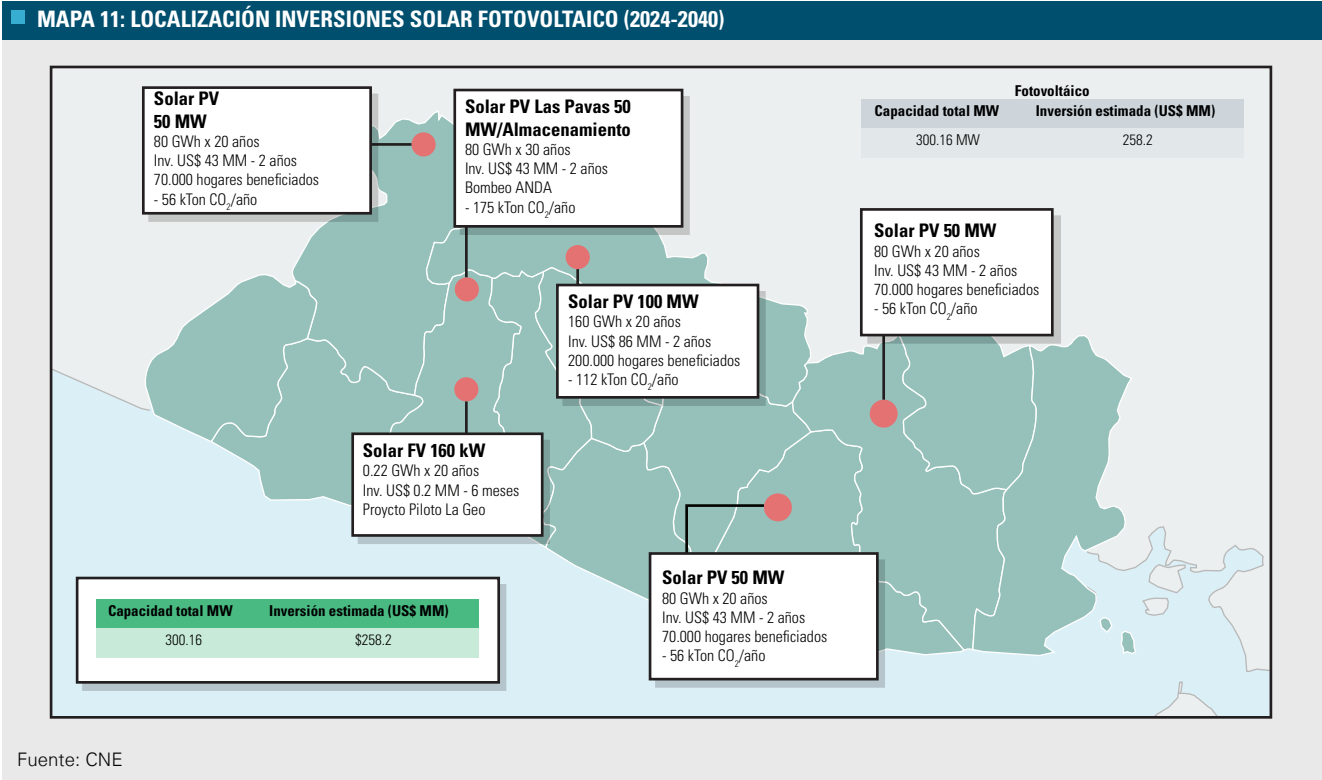 MAPA 11: LOCALIZACIÓN INVERSIONES SOLAR FOTOVOLTAICO (2024-2040)
Solar PV
50 MW
80 GWh x 20 años
Inv. US$ 43 MM - 2 años
70.000 hogares beneficiados
- 56 kTon CO2/año
Solar PV Las Pavas 50
MW/Almacenamiento
80 GWh x 30 años
Inv. US$ 43 MM - 2 años
Bombeo ANDA
- 175 kTon CO2/año
Fotovoltáico
Capacidad total MW Inversión estimada (US$ MM)
300.16 MW 258.2
Solar PV 50 MW
80 GWh x 20 años
Inv. US$ 43 MM - 2 años
70.000 hogares beneficiados
- 56 kTon CO2/año
Solar PV 100 MW
160 GWh x 20 años
Inv. US$ 86 MM - 2 años
200.000 hogares beneficiados
- 112 kTon CO2/año
Solar FV 160 kW
0.22 GWh x 20 años
Inv. US$ 0.2 MM - 6 meses
Proycto Piloto La Geo
Solar PV 50 MW
80 GWh x 20 años
Inv. US$ 43 MM - 2 años
70.000 hogares beneficiados
- 56 kTon CO2/año
Capacidad total MW Inversión estimada (US$ MM)
300.16 $258.2
Fuente: CNE